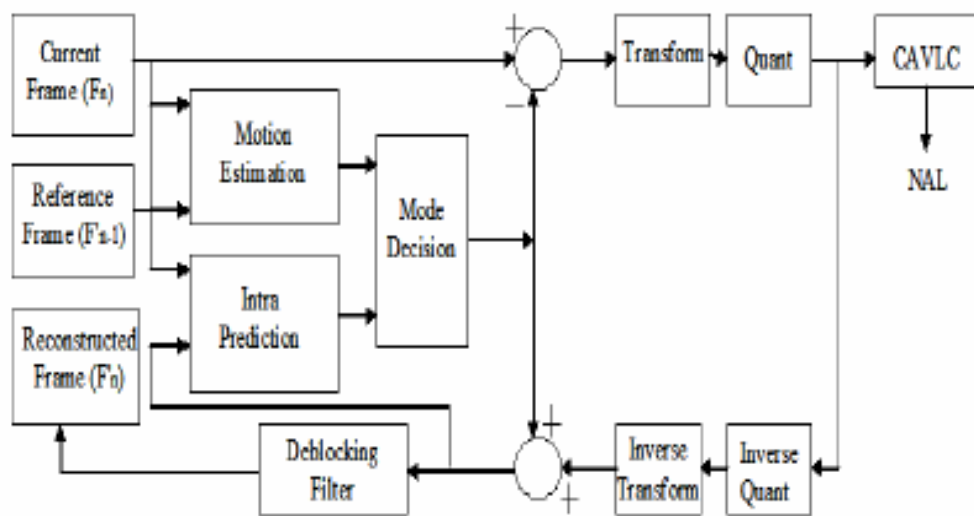 Current
Frame (Fn)
+
−
Transform
Quant
CAVLC
NAL
Motion
Estimation
Reference
Frame (F'n-1)
Mode
Decision
Intra
Prediction
Reconstructed
Frame (F'n)
Deblocking
Filter
+
+
Inverse
Transform
Inverse
Quant